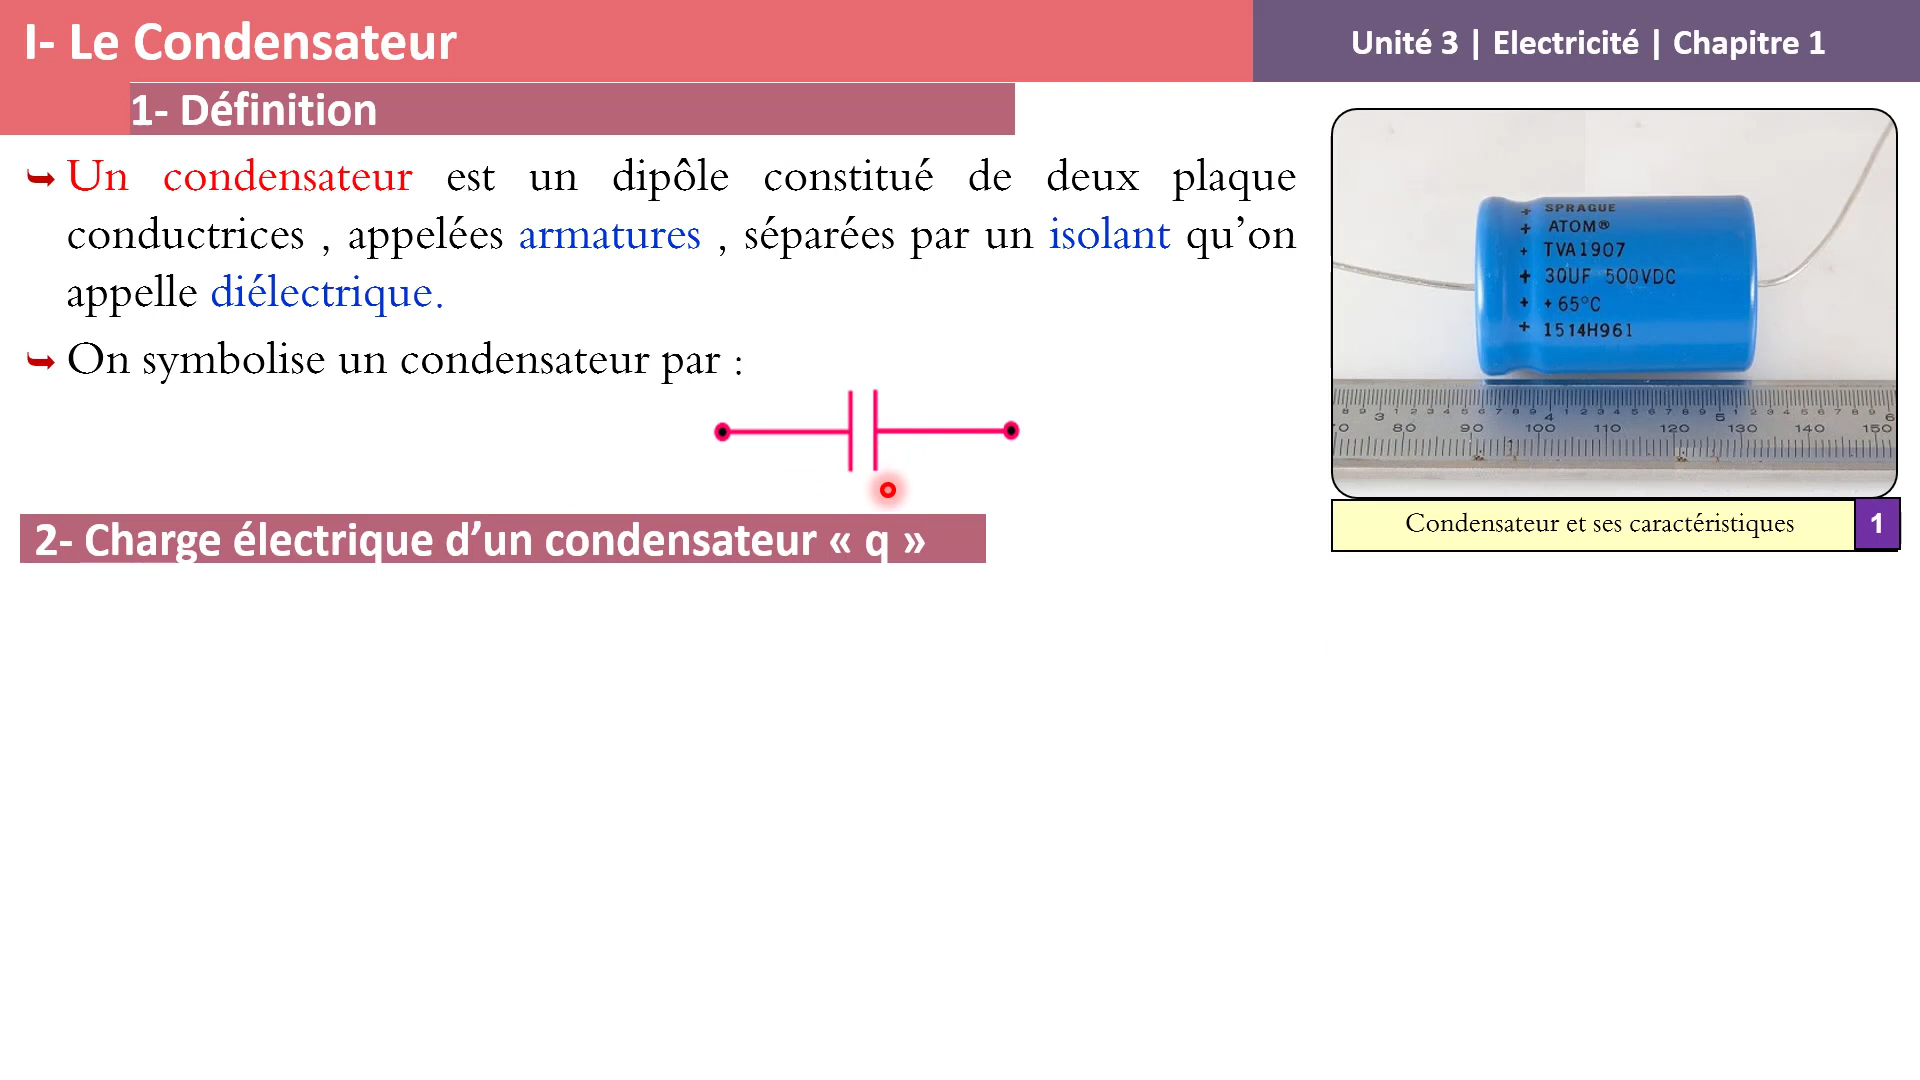 I- Le Condensateur
Unité 3 | Electricité | Chapitre 1
1- Définition
Un condensateur est un dipôle constitué de deux plaque
conductrices , appelées armatures , séparées par un isolant qu’on
appelle diélectrique.
On symbolise un condensateur par :
2- Charge électrique d’un condensateur « q »
+ SPRAGUE
+ ATOM®
+ TVA1907
+ 30UF 500VDC
+ +65°C
+ 1514H961
80 90 100 110 120 130 140 150
Condensateur et ses caractéristiques
1